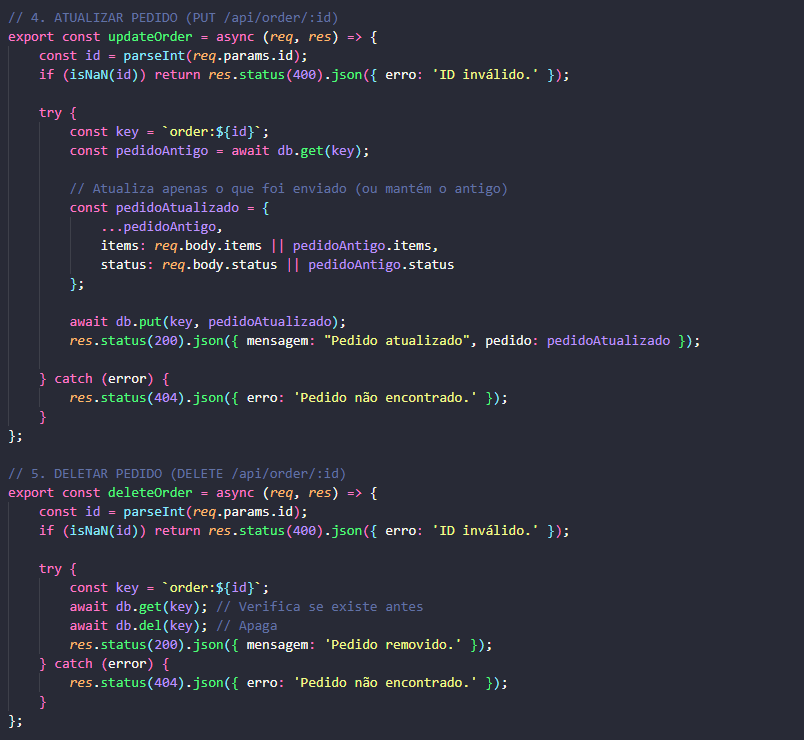 // 4. ATUALIZAR PEDIDO (PUT /api/order/:id)
export const updateOrder = async (req, res) => {
    const id = parseInt(req.params.id);
    if (isNaN(id)) return res.status(400).json({ erro: 'ID inválido.' });

    try {
        const key = `order:${id}`;
        const pedidoAntigo = await db.get(key);

        // Atualiza apenas o que foi enviado (ou mantém o antigo)
        const pedidoAtualizado = {
            ...pedidoAntigo,
            items: req.body.items || pedidoAntigo.items,
            status: req.body.status || pedidoAntigo.status
        };

        await db.put(key, pedidoAtualizado);
        res.status(200).json({ mensagem: "Pedido atualizado", pedido: pedidoAtualizado });

    } catch (error) {
        res.status(404).json({ erro: 'Pedido não encontrado.' });
    }
};

// 5. DELETAR PEDIDO (DELETE /api/order/:id)
export const deleteOrder = async (req, res) => {
    const id = parseInt(req.params.id);
    if (isNaN(id)) return res.status(400).json({ erro: 'ID inválido.' });

    try {
        const key = `order:${id}`;
        await db.get(key); // Verifica se existe antes
        await db.del(key); // Apaga
        res.status(200).json({ mensagem: 'Pedido removido.' });
    } catch (error) {
        res.status(404).json({ erro: 'Pedido não encontrado.' });
    }
};